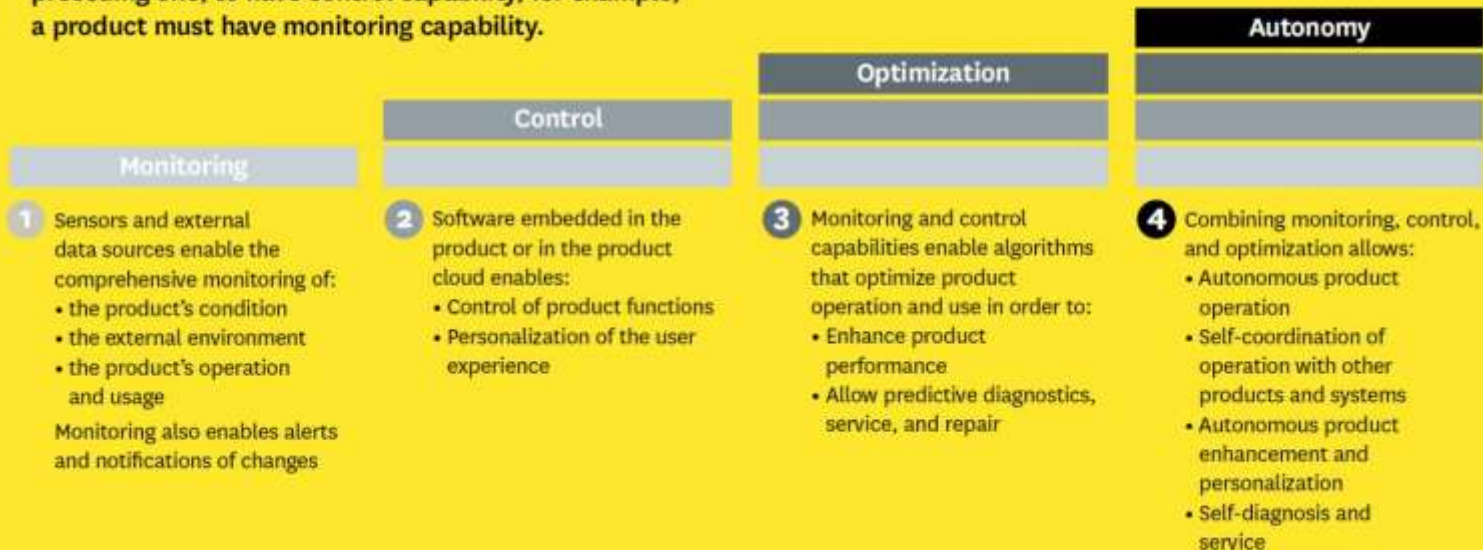 a product must have monitoring capability.
Autonomy
Optimization
Control
Monitoring
1 Sensors and external
data sources enable the
comprehensive monitoring of:
• the product's condition
• the external environment
• the product's operation
and usage
Monitoring also enables alerts
and notifications of changes
2 Software embedded in the
product or in the product
cloud enables:
• Control of product functions
• Personalization of the user
experience
3 Monitoring and control
capabilities enable algorithms
that optimize product
operation and use in order to:
• Enhance product
performance
• Allow predictive diagnostics,
service, and repair
4 Combining monitoring, control,
and optimization allows:
• Autonomous product
operation
• Self-coordination of
operation with other
products and systems
• Autonomous product
enhancement and
personalization
• Self-diagnosis and
service